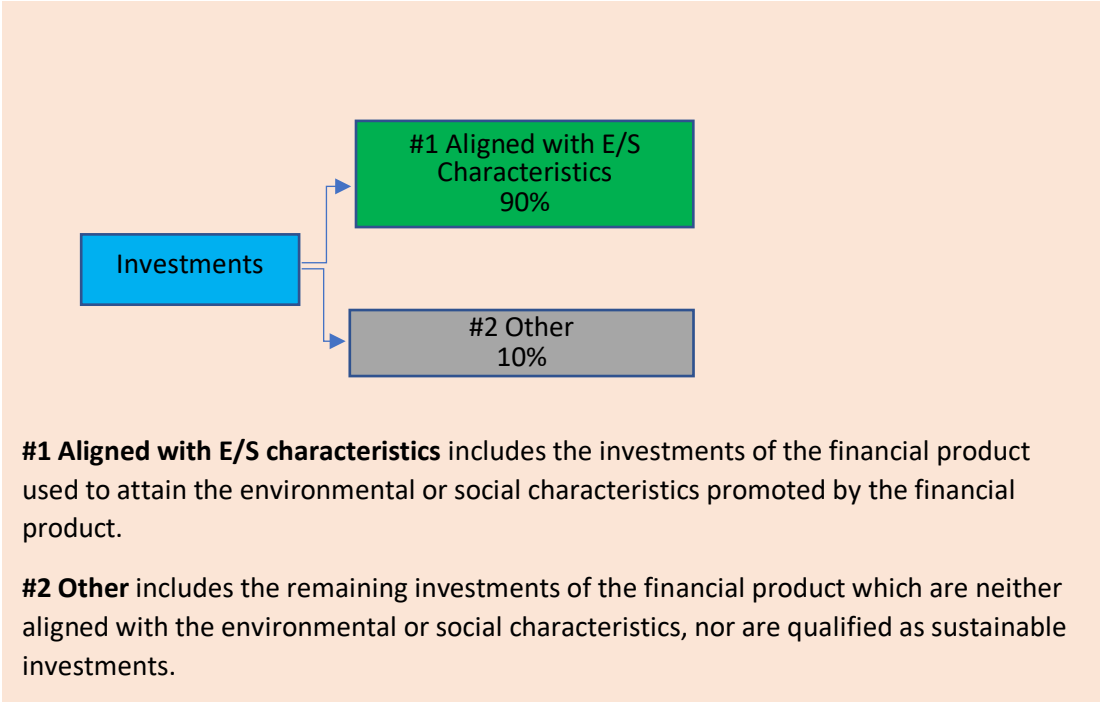 #1 Aligned with E/S
Characteristics
90%
Investments
#2 Other
10%
#1 Aligned with E/S characteristics includes the investments of the financial product
used to attain the environmental or social characteristics promoted by the financial
product.
#2 Other includes the remaining investments of the financial product which are neither
aligned with the environmental or social characteristics, nor are qualified as sustainable
investments.